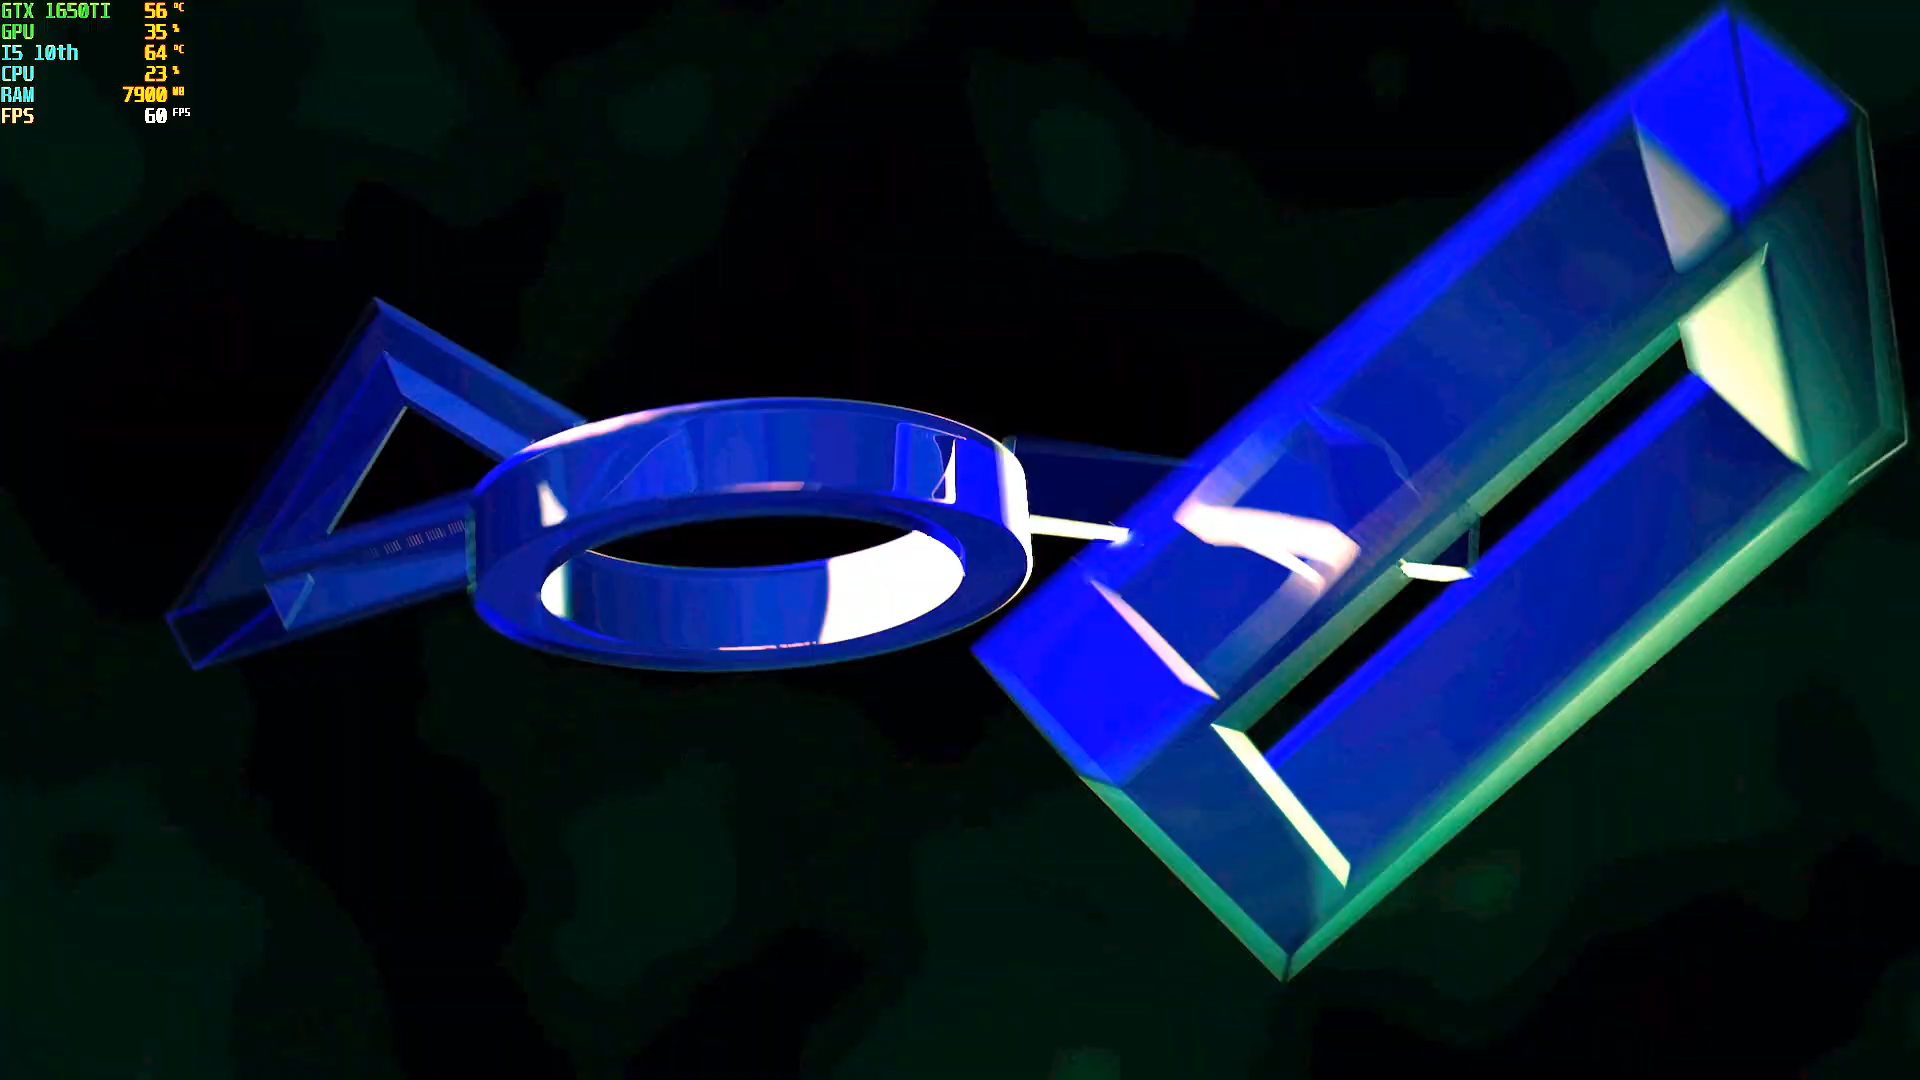 GTX 1650TI 56 °C
GPU 35 %
I5 10th 64 °C
CPU 23 %
RAM 7900 MB
FPS 60 FPS